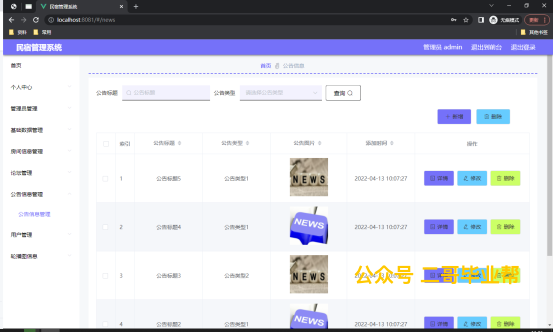 民宿管理系统
localhost:8081/#/news
无痕模式
更新
资料
常用
其他书签
民宿管理系统
管理员 admin
退出到前台
退出登录
首页
个人中心
管理员管理
基础数据管理
房间信息管理
论坛管理
公告信息管理
公告信息管理
用户管理
轮播图信息
首页 公告信息
公告标题 公告标题 公告类型 请选择公告类型 查询
+ 新增 删除
索引 公告标题 公告类型 公告图片 添加时间 操作
1 公告标题5 公告类型1 NEWS 2022-04-13 10:07:27 详情 修改 删除
2 公告标题4 公告类型1 NEWS 2022-04-13 10:07:27 详情 修改 删除
3 公告标题3 公告类型2 NEWS
公众号 二哥毕业帮
4 公告标题2 公告类型1 NEWS 2022-04-13 10:07:27 详情 修改 删除